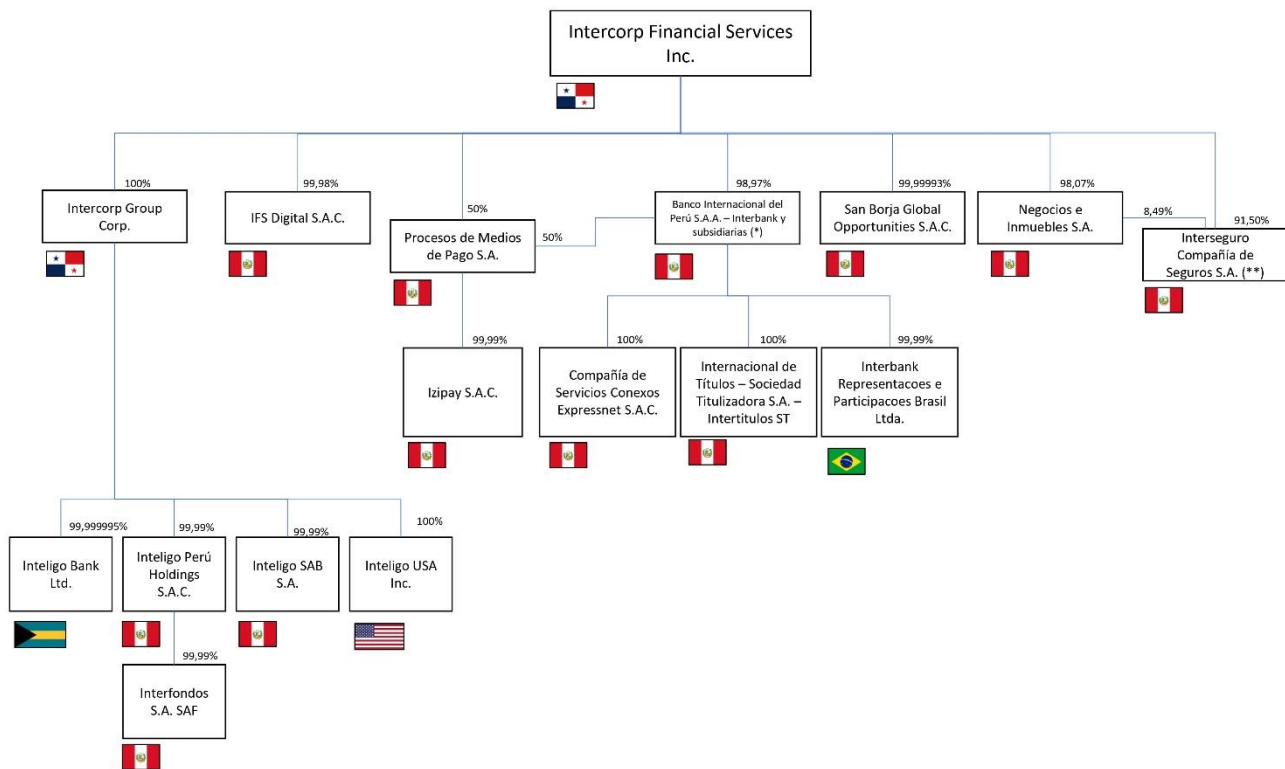 Intercorp Financial Services
Inc.
100%
Intercorp Group
Corp.
99,98%
IFS Digital S.A.C.
50%
Procesos de Medios
de Pago S.A.
50%
98,97%
Banco Internacional del
Perú S.A.A. – Interbank y
subsidiarias (*)
99,99993%
San Borja Global
Opportunities S.A.C.
98,07%
Negocios e
Inmuebles S.A.
8,49%
91,50%
Interseguro
Compañía de
Seguros S.A. (**)
99,99%
Izipay S.A.C.
100%
Compañía de
Servicios Conexos
Expressnet S.A.C.
100%
Internacional de
Títulos – Sociedad
Titulizadora S.A. –
Intertitulos ST
99,99%
Interbank
Representacoes e
Participacoes Brasil
Ltda.
99,999995%
Inteligo Bank
Ltd.
99,99%
Inteligo Perú
Holdings
S.A.C.
99,99%
Inteligo SAB
S.A.
100%
Inteligo USA
Inc.
99,99%
Interfondos
S.A. SAF